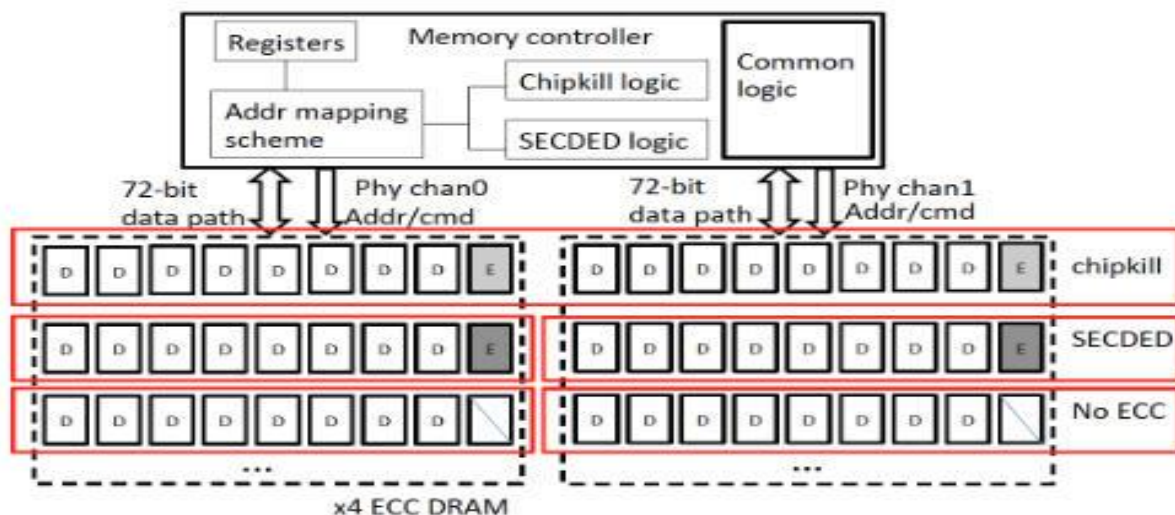 Registers
Memory controller
Common
logic
Chipkill logic
Addr mapping
scheme
SECDED logic
72-bit
data path
Phy chan0
Addr/cmd
72-bit
data path
Phy chan1
Addr/cmd
D D D D D D D D E
D D D D D D D D E
chipkill
D D D D D D D D E
D D D D D D D D E
SECDED
D D D D D D D D
D D D D D D D D
No ECC
...
...
x4 ECC DRAM